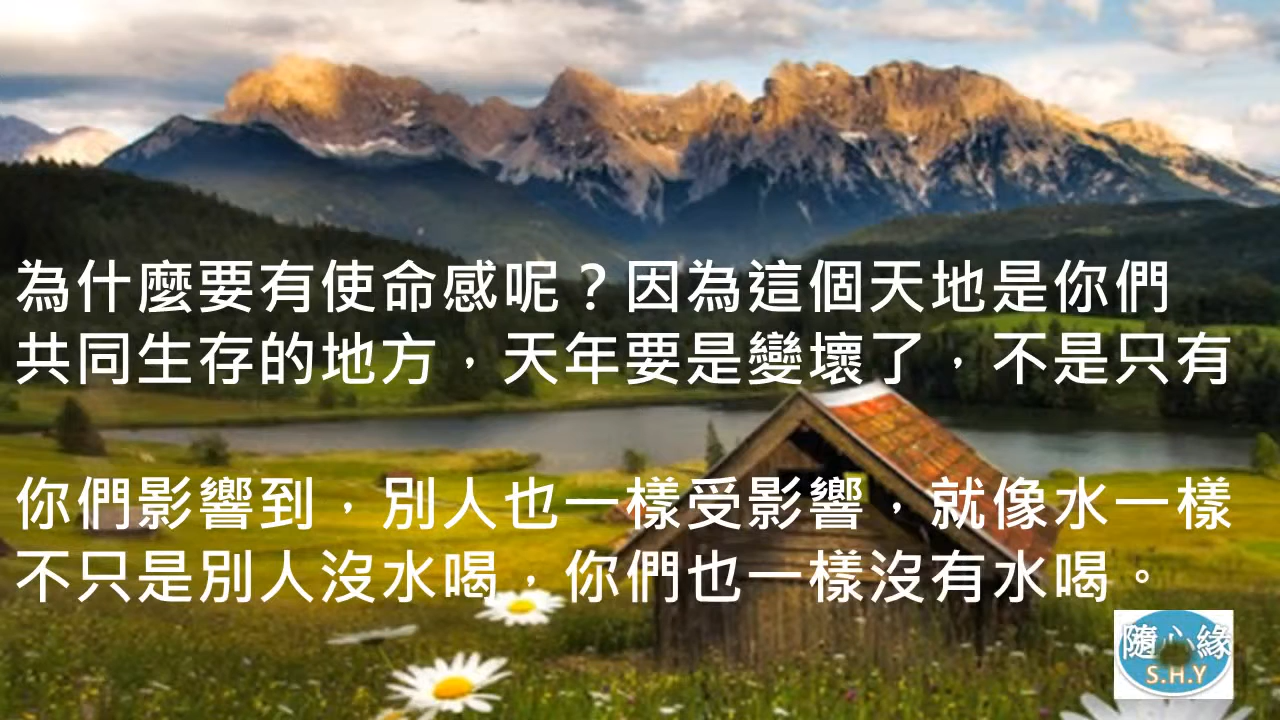 為什麼要有使命感呢？因為這個天地是你們
共同生存的地方，天年要是變壞了，不是只有
你們影響到，別人也一樣受影響，就像水一樣
不只是別人沒水喝，你們也一樣沒有水喝。
隨心緣
S.H.Y